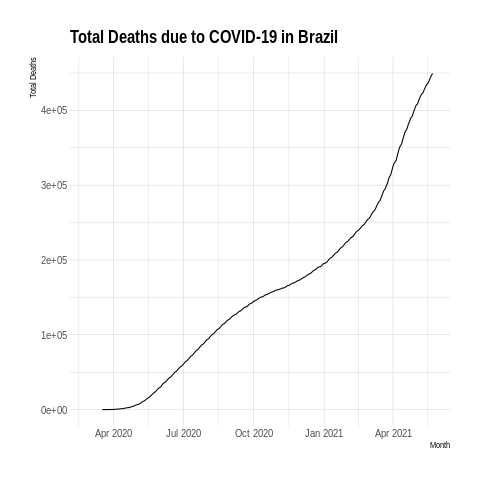 Total Deaths due to COVID-19 in Brazil
Total Deaths
4e+05
3e+05
2e+05
1e+05
0e+00
Apr 2020 Jul 2020 Oct 2020 Jan 2021 Apr 2021
Month